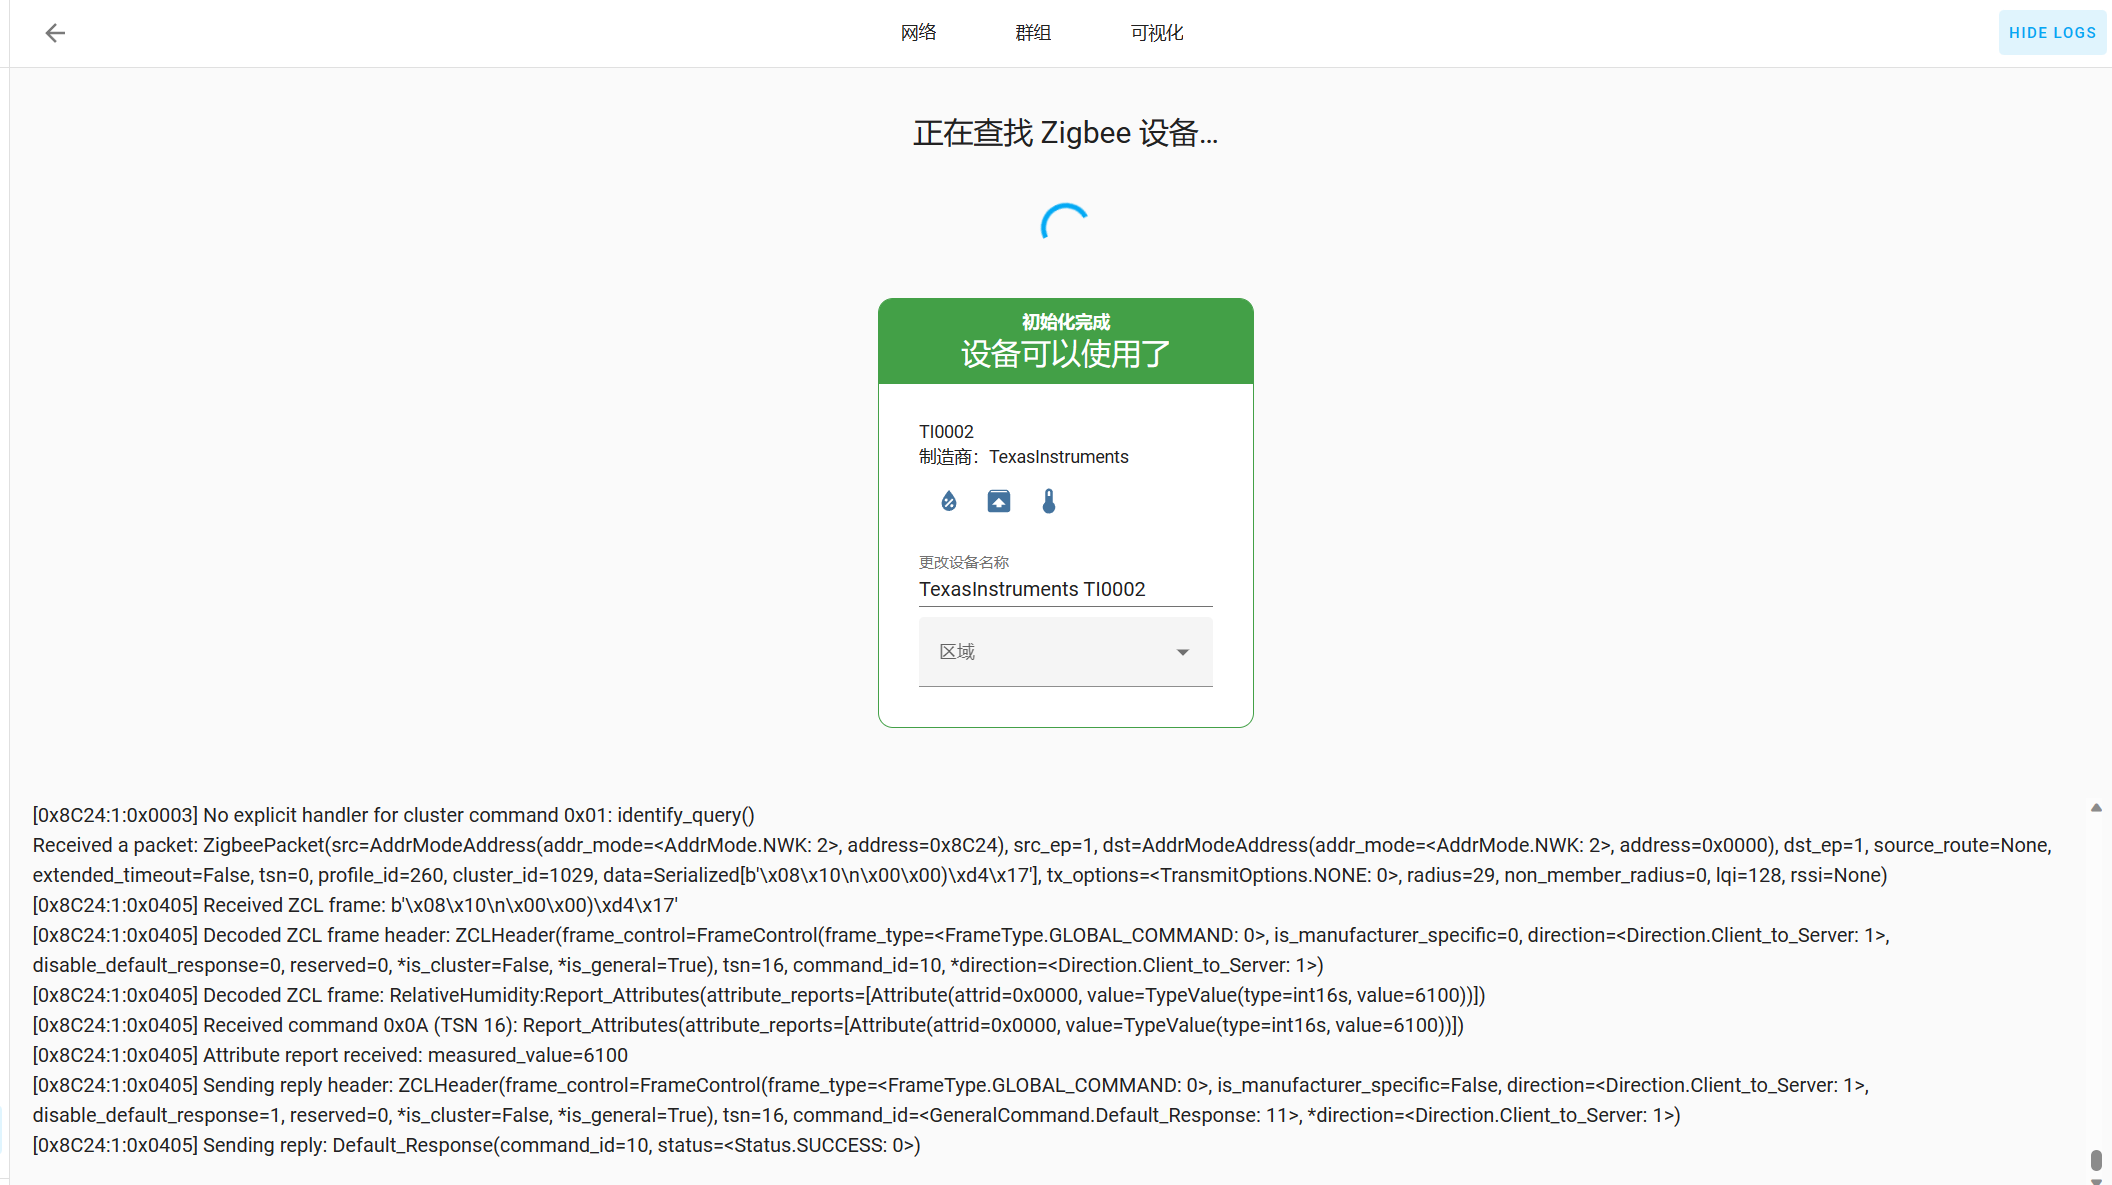 网络
群组
可视化
HIDE LOGS
正在查找 Zigbee 设备...
初始化完成
设备可以使用了
TI0002
制造商：TexasInstruments
更改设备名称
TexasInstruments TI0002
区域
[0x8C24:1:0x0003] No explicit handler for cluster command 0x01: identify_query()
Received a packet: ZigbeePacket(src=AddrModeAddress(addr_mode=<AddrMode.NWK: 2>, address=0x8C24), src_ep=1, dst=AddrModeAddress(addr_mode=<AddrMode.NWK: 2>, address=0x0000), dst_ep=1, source_route=None,
extended_timeout=False, tsn=0, profile_id=260, cluster_id=1029, data=Serialized[b'\x08\x10\n\x00\x00)\xd4\x17'], tx_options=<TransmitOptions.NONE: 0>, radius=29, non_member_radius=0, lqi=128, rssi=None)
[0x8C24:1:0x0405] Received ZCL frame: b'\x08\x10\n\x00\x00)\xd4\x17'
[0x8C24:1:0x0405] Decoded ZCL frame header: ZCLHeader(frame_control=FrameControl(frame_type=<FrameType.GLOBAL_COMMAND: 0>, is_manufacturer_specific=0, direction=<Direction.Client_to_Server: 1>,
disable_default_response=0, reserved=0, *is_cluster=False, *is_general=True), tsn=16, command_id=10, *direction=<Direction.Client_to_Server: 1>)
[0x8C24:1:0x0405] Decoded ZCL frame: RelativeHumidity:Report_Attributes(attribute_reports=[Attribute(attrid=0x0000, value=TypeValue(type=int16s, value=6100))])
[0x8C24:1:0x0405] Received command 0x0A (TSN 16): Report_Attributes(attribute_reports=[Attribute(attrid=0x0000, value=TypeValue(type=int16s, value=6100))])
[0x8C24:1:0x0405] Attribute report received: measured_value=6100
[0x8C24:1:0x0405] Sending reply header: ZCLHeader(frame_control=FrameControl(frame_type=<FrameType.GLOBAL_COMMAND: 0>, is_manufacturer_specific=False, direction=<Direction.Client_to_Server: 1>,
disable_default_response=1, reserved=0, *is_cluster=False, *is_general=True), tsn=16, command_id=<GeneralCommand.Default_Response: 11>, *direction=<Direction.Client_to_Server: 1>)
[0x8C24:1:0x0405] Sending reply: Default_Response(command_id=10, status=<Status.SUCCESS: 0>)